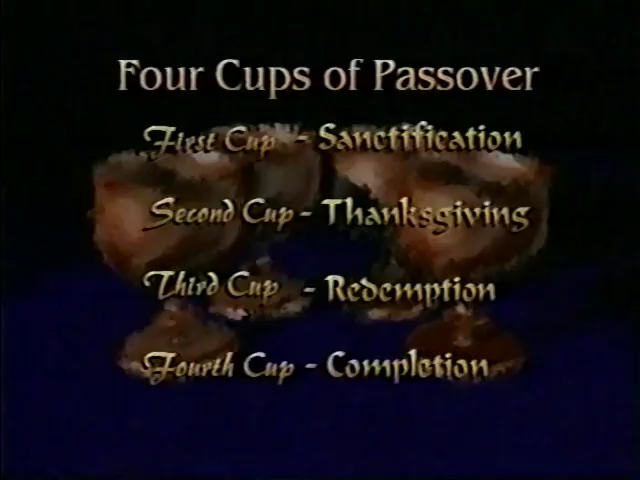 Four Cups of Passover
First Cup - Sanctification
Second Cup - Thanksgiving
Third Cup - Redemption
Fourth Cup - Completion